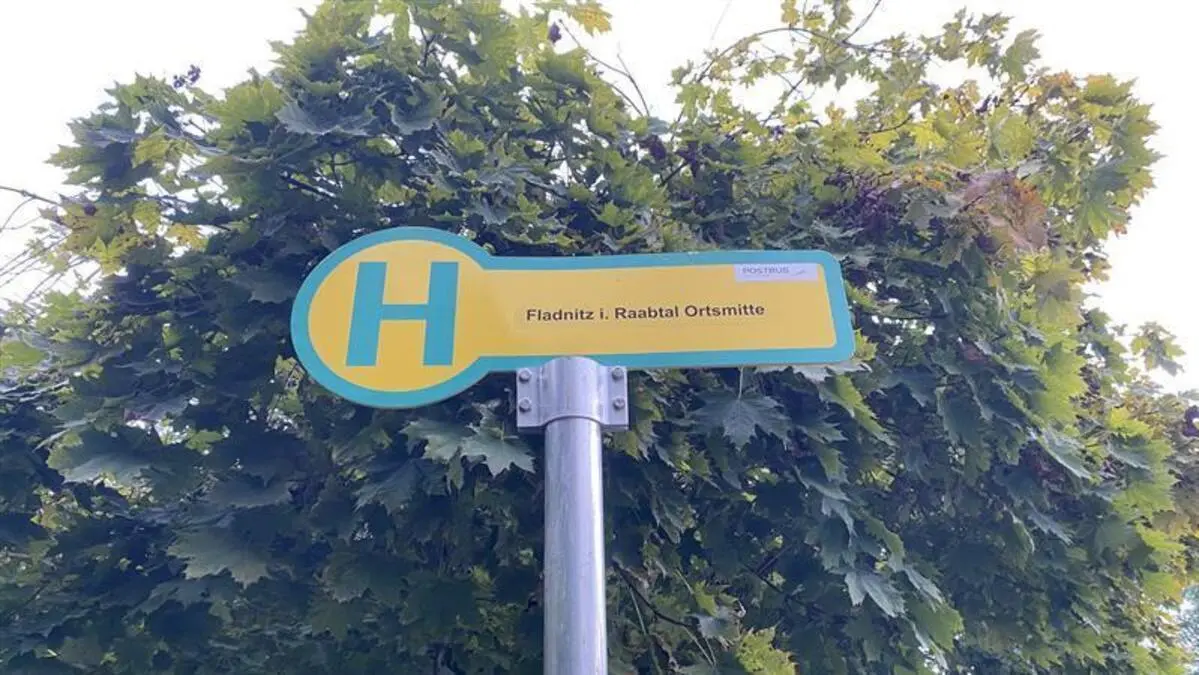 H
POSTBUS
Fladnitz i. Raabtal Ortsmitte